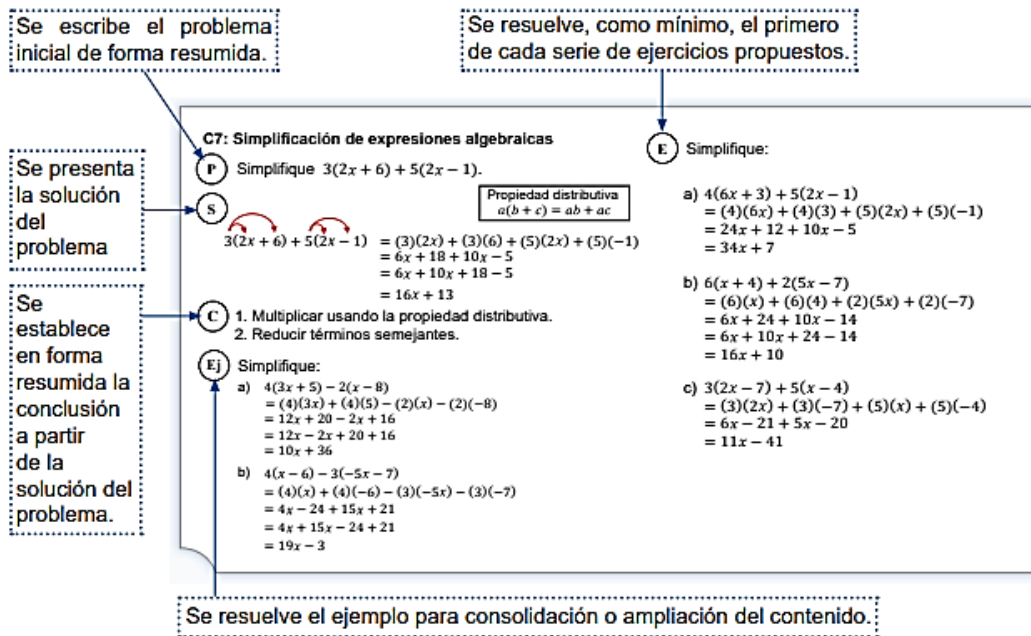 Se escribe el problema
inicial de forma resumida.
Se resuelve, como mínimo, el primero
de cada serie de ejercicios propuestos.
Se presenta
la solución
del
problema
Se
establece
en forma
resumida la
conclusión
a partir
de la
solución del
problema.
C7: Simplificación de expresiones algebraicas
P Simplifique 3(2x + 6) + 5(2x − 1).
S
Propiedad distributiva
a(b + c) = ab + ac
3(2x + 6) + 5(2x − 1) = (3)(2x) + (3)(6) + (5)(2x) + (5)(−1)
= 6x + 18 + 10x − 5
= 6x + 10x + 18 − 5
= 16x + 13
C 1. Multiplicar usando la propiedad distributiva.
2. Reducir términos semejantes.
Ej Simplifique:
a) 4(3x + 5) − 2(x − 8)
= (4)(3x) + (4)(5) − (2)(x) − (2)(−8)
= 12x + 20 − 2x + 16
= 12x − 2x + 20 + 16
= 10x + 36
b) 4(x − 6) − 3(−5x − 7)
= (4)(x) + (4)(−6) − (3)(−5x) − (3)(−7)
= 4x − 24 + 15x + 21
= 4x + 15x − 24 + 21
= 19x − 3
E Simplifique:
a) 4(6x + 3) + 5(2x − 1)
= (4)(6x) + (4)(3) + (5)(2x) + (5)(−1)
= 24x + 12 + 10x − 5
= 34x + 7
b) 6(x + 4) + 2(5x − 7)
= (6)(x) + (6)(4) + (2)(5x) + (2)(−7)
= 6x + 24 + 10x − 14
= 6x + 10x + 24 − 14
= 16x + 10
c) 3(2x − 7) + 5(x − 4)
= (3)(2x) + (3)(−7) + (5)(x) + (5)(−4)
= 6x − 21 + 5x − 20
= 11x − 41
Se resuelve el ejemplo para consolidación o ampliación del contenido.